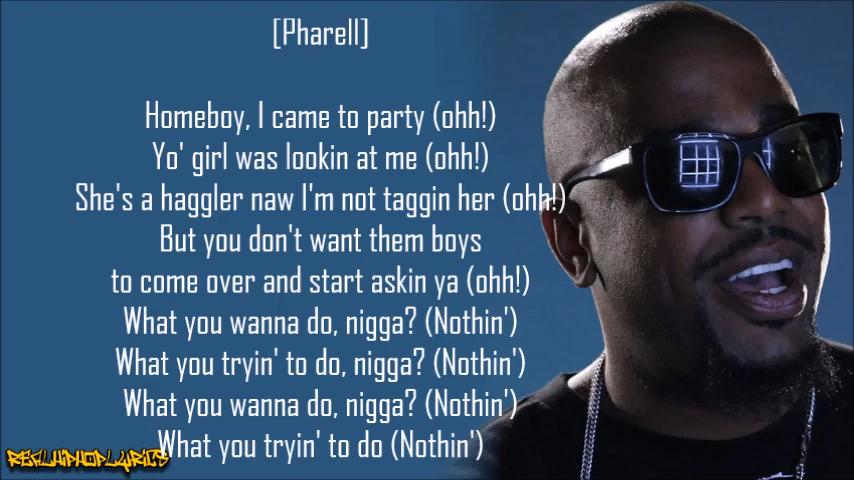 [Pharell]
Homeboy, I came to party (ohh!)
Yo' girl was lookin at me (ohh!)
She's a haggler naw I'm not taggin her (ohh!)
But you don't want them boys
to come over and start askin ya (ohh!)
What you wanna do, nigga? (Nothin')
What you tryin' to do, nigga? (Nothin')
What you wanna do, nigga? (Nothin')
What you tryin' to do (Nothin')
REALHIPHOPLYRICS